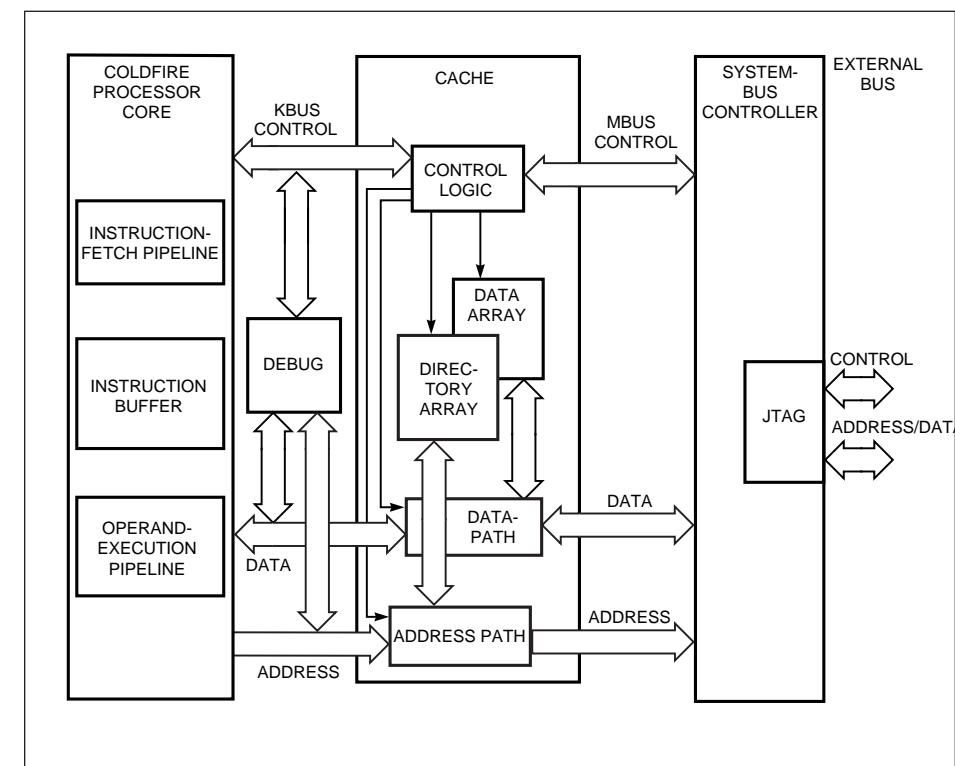 COLDFIRE
PROCESSOR
CORE
INSTRUCTION-
FETCH PIPELINE
INSTRUCTION
BUFFER
OPERAND-
EXECUTION
PIPELINE
KBUS
CONTROL
DEBUG
DATA
ADDRESS
CACHE
CONTROL
LOGIC
DATA
ARRAY
DIREC-
TORY
ARRAY
DATA-
PATH
ADDRESS PATH
MBUS
CONTROL
DATA
ADDRESS
SYSTEM-
BUS
CONTROLLER
JTAG
EXTERNAL
BUS
CONTROL
ADDRESS/DATA